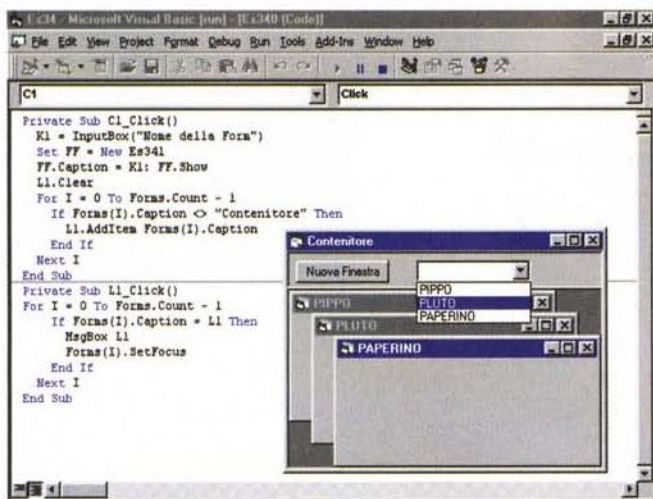 Es34 - Microsoft Visual Basic [run] - [Es340 (Code)]
File Edit View Project Format Debug Run Tools Add-Ins Window Help
C1 Click
Private Sub C1_Click()
K1 = InputBox("Nome della Form")
Set FF = New Es341
FF.Caption = K1: FF.Show
L1.Clear
For I = 0 To Forms.Count - 1
If Forms(I).Caption <> "Contenitore" Then
L1.AddItem Forms(I).Caption
End If
Next I
End Sub
Private Sub L1_Click()
For I = 0 To Forms.Count - 1
If Forms(I).Caption = L1 Then
MsgBox L1
Forms(I).SetFocus
End If
Next I
End Sub
Contenitore
Nuova Finestra
PIPPO
PLUTO
PAPERINO
PIPPO
PLUTO
PAPERINO